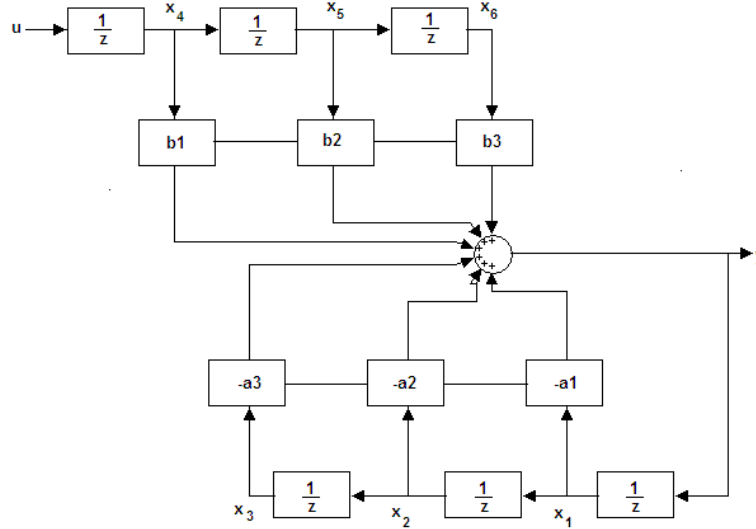 x4 x5 x6
u 1/z 1/z 1/z
b1 b2 b3
+ +
+
+
+ +
-a3 -a2 -a1
1/z 1/z 1/z
x3 x2 x1